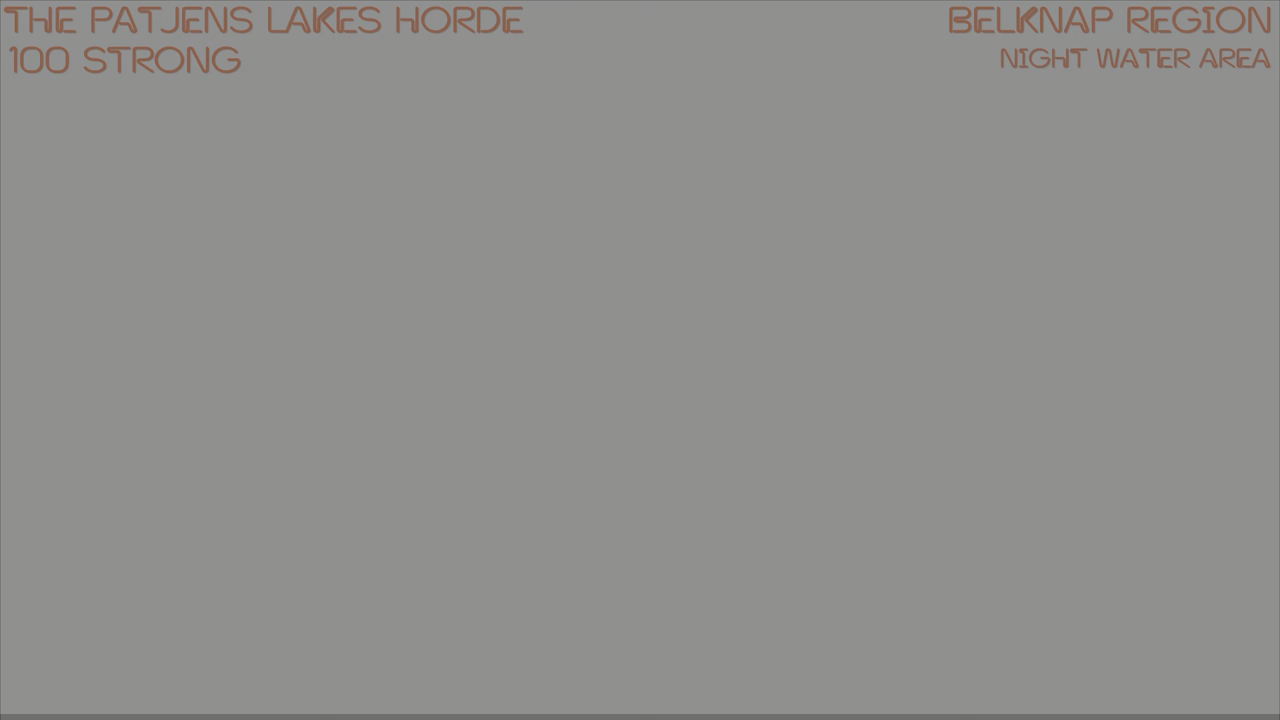 THE PATJENS LAKES HORDE
100 STRONG
BELKNAP REGION
NIGHT WATER AREA